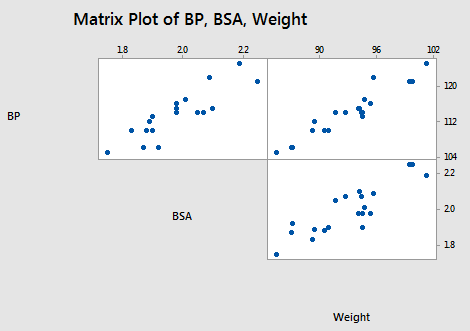 Matrix Plot of BP, BSA, Weight
1.8 2.0 2.2 90 96 102
120
BP
112
104
2.2
BSA
2.0
1.8
Weight